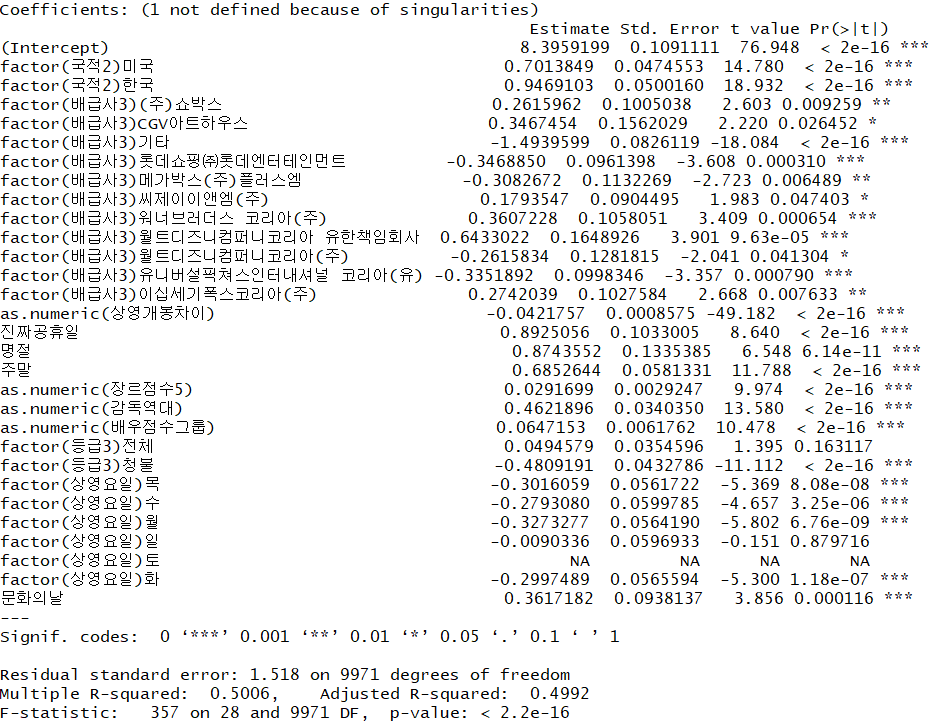 Coefficients: (1 not defined because of singularities)
Estimate Std. Error t value Pr(>|t|)
(Intercept) 8.3956199 0.1091111 76.948 < 2e-16 ***
factor(국적2)미국 0.7013849 0.0474553 14.780 < 2e-16 ***
factor(국적2)한국 0.9469103 0.0500160 18.932 < 2e-16 ***
factor(배급사3)(주)쇼박스 0.2615962 0.1005038 2.603 0.009259 **
factor(배급사3)CGV아트하우스 0.3467454 0.1562029 2.220 0.026452 *
factor(배급사3)기타 -1.4939599 0.0826119 -18.084 < 2e-16 ***
factor(배급사3)롯데쇼핑㈜롯데엔터테인먼트 -0.3468850 0.0961398 -3.608 0.000310 ***
factor(배급사3)메가박스(주)플러스엠 -0.3082672 0.1132269 -2.723 0.006489 **
factor(배급사3)씨제이이앤엠(주) 0.1793547 0.0904495 1.983 0.047403 *
factor(배급사3)워너브러더스 코리아(주) 0.3607228 0.1058051 3.409 0.000654 ***
factor(배급사3)월트디즈니컴퍼니코리아 유한책임회사 0.6433022 0.1648926 3.901 9.63e-05 ***
factor(배급사3)월트디즈니컴퍼니코리아(주) -0.2615834 0.1281815 -2.041 0.041304 *
factor(배급사3)유니버설픽쳐스인터내셔널 코리아(유) -0.3351892 0.0998346 -3.357 0.000790 ***
factor(배급사3)이십세기폭스코리아(주) 0.2742039 0.1027584 2.668 0.007633 **
as.numeric(상영개봉차이) -0.0421757 0.0008575 -49.182 < 2e-16 ***
진짜공휴일 0.8925056 0.1033005 8.640 < 2e-16 ***
명절 0.8743552 0.1335385 6.548 6.14e-11 ***
주말 0.6852644 0.0581331 11.788 < 2e-16 ***
as.numeric(장르점수5) 0.0291699 0.0029247 9.974 < 2e-16 ***
as.numeric(감독역대) 0.4621896 0.0340350 13.580 < 2e-16 ***
as.numeric(배우점수그룹) 0.0647153 0.0061762 10.478 < 2e-16 ***
factor(등급3)전체 0.0494579 0.0354596 1.395 0.163117
factor(등급3)청불 -0.4809191 0.0432786 -11.112 < 2e-16 ***
factor(상영요일)목 -0.3016059 0.0561722 -5.369 8.08e-08 ***
factor(상영요일)수 -0.2793080 0.0599785 -4.657 3.25e-06 ***
factor(상영요일)월 -0.3273277 0.0564190 -5.802 6.76e-09 ***
factor(상영요일)일 -0.0090336 0.0596933 -0.151 0.879716
factor(상영요일)토 NA NA NA NA
factor(상영요일)화 -0.2997489 0.0565594 -5.300 1.18e-07 ***
문화의날 0.3617182 0.0938137 3.856 0.000116 ***
---
Signif. codes: 0 ‘***’ 0.001 ‘**’ 0.01 ‘*’ 0.05 ‘.’ 0.1 ‘ ’ 1
Residual standard error: 1.518 on 9971 degrees of freedom
Multiple R-squared: 0.5006, Adjusted R-squared: 0.4992
F-statistic: 357 on 28 and 9971 DF, p-value: < 2.2e-16